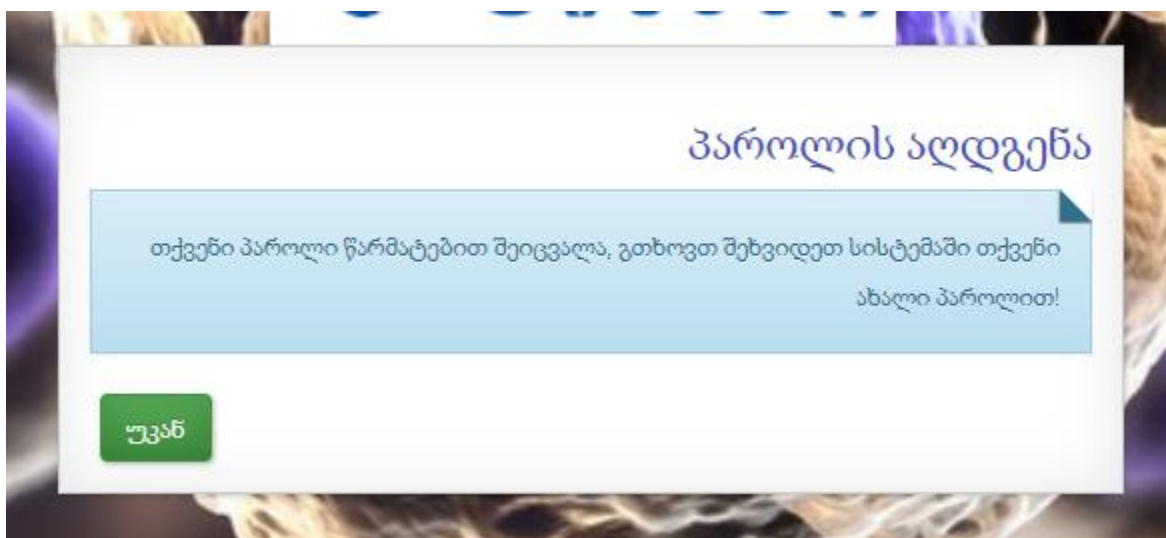 პაროლის აღდგენა
თქვენი პაროლი წარმატებით შეიცვალა, გთხოვთ შეხვიდეთ სისტემაში თქვენი
ახალი პაროლით!
უკან